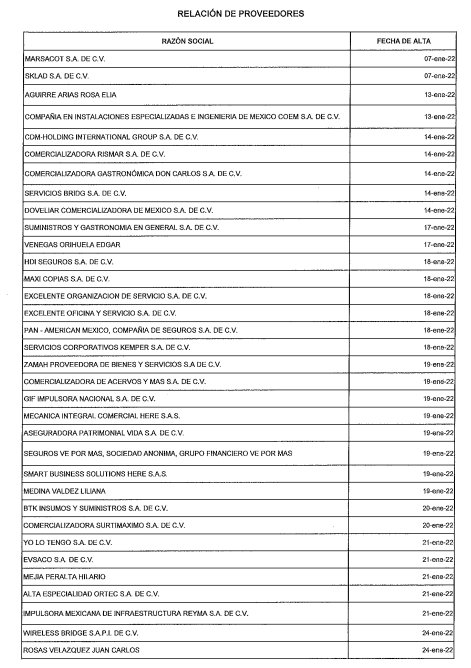 RELACIÓN DE PROVEEDORES
RAZÓN SOCIAL FECHA DE ALTA
MARSACOT S.A. DE C.V. 07-ene-22
SKLAD S.A. DE C.V. 07-ene-22
AGUIRRE ARIAS ROSA ELIA 13-ene-22
COMPAÑIA EN INSTALACIONES ESPECIALIZADAS E INGENIERIA DE MEXICO COEM S.A. DE C.V. 13-ene-22
CDM-HOLDING INTERNATIONAL GROUP S.A. DE C.V. 14-ene-22
COMERCIALIZADORA RISMAR S.A. DE C.V. 14-ene-22
COMERCIALIZADORA GASTRONÓMICA DON CARLOS S.A. DE C.V. 14-ene-22
SERVICIOS BRIDG S.A. DE C.V. 14-ene-22
DOVELIAR COMERCIALIZADORA DE MEXICO S.A. DE C.V. 14-ene-22
SUMINISTROS Y GASTRONOMIA EN GENERAL S.A. DE C.V. 17-ene-22
VENEGAS ORIHUELA EDGAR 17-ene-22
HDI SEGUROS S.A. DE C.V. 18-ene-22
MAXI COPIAS S.A. DE C.V. 18-ene-22
EXCELENTE ORGANIZACION DE SERVICIO S.A. DE C.V. 18-ene-22
EXCELENTE OFICINA Y SERVICIO S.A. DE C.V. 18-ene-22
PAN - AMERICAN MEXICO, COMPAÑIA DE SEGUROS S.A. DE C.V. 18-ene-22
SERVICIOS CORPORATIVOS KEMPER S.A. DE C.V. 18-ene-22
ZAMAH PROVEEDORA DE BIENES Y SERVICIOS S.A DE C.V. 19-ene-22
COMERCIALIZADORA DE ACERVOS Y MAS S.A. DE C.V. 19-ene-22
GIF IMPULSORA NACIONAL S.A. DE C.V. 19-ene-22
MECANICA INTEGRAL COMERCIAL HERE S.A.S. 19-ene-22
ASEGURADORA PATRIMONIAL VIDA S.A. DE C.V. 19-ene-22
SEGUROS VE POR MAS, SOCIEDAD ANONIMA, GRUPO FINANCIERO VE POR MAS 19-ene-22
SMART BUSINESS SOLUTIONS HERE S.A.S. 19-ene-22
MEDINA VALDEZ LILIANA 19-ene-22
BTK INSUMOS Y SUMINISTROS S.A. DE C.V. 20-ene-22
COMERCIALIZADORA SURTIMAXIMO S.A. DE C.V. 20-ene-22
YO LO TENGO S.A. DE C.V. 21-ene-22
EVSACO S.A. DE C.V. 21-ene-22
MEJIA PERALTA HILARIO 21-ene-22
ALTA ESPECIALIDAD ORTEC S.A. DE C.V. 21-ene-22
IMPULSORA MEXICANA DE INFRAESTRUCTURA REYMA S.A. DE C.V. 21-ene-22
WIRELESS BRIDGE S.A.P.I. DE C.V. 24-ene-22
ROSAS VELAZQUEZ JUAN CARLOS 24-ene-22